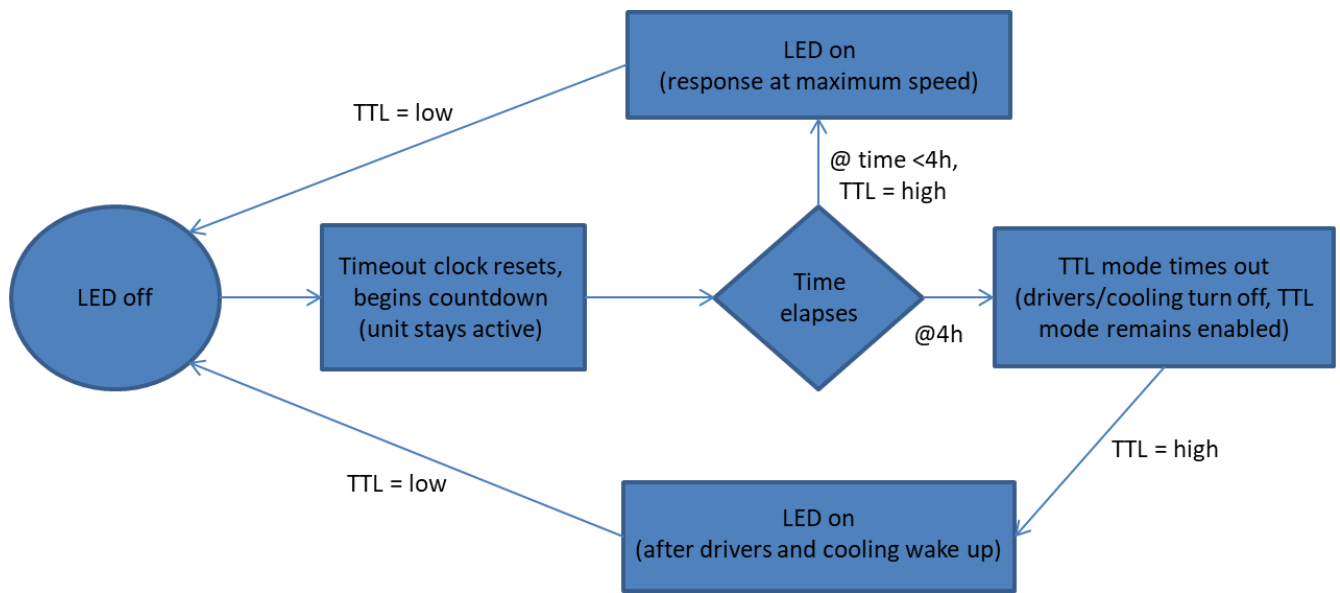 LED on
(response at maximum speed)
TTL = low
@ time <4h,
TTL = high
LED off
Timeout clock resets,
begins countdown
(unit stays active)
Time
elapses
@4h
TTL mode times out
(drivers/cooling turn off, TTL
mode remains enabled)
TTL = high
TTL = low
LED on
(after drivers and cooling wake up)